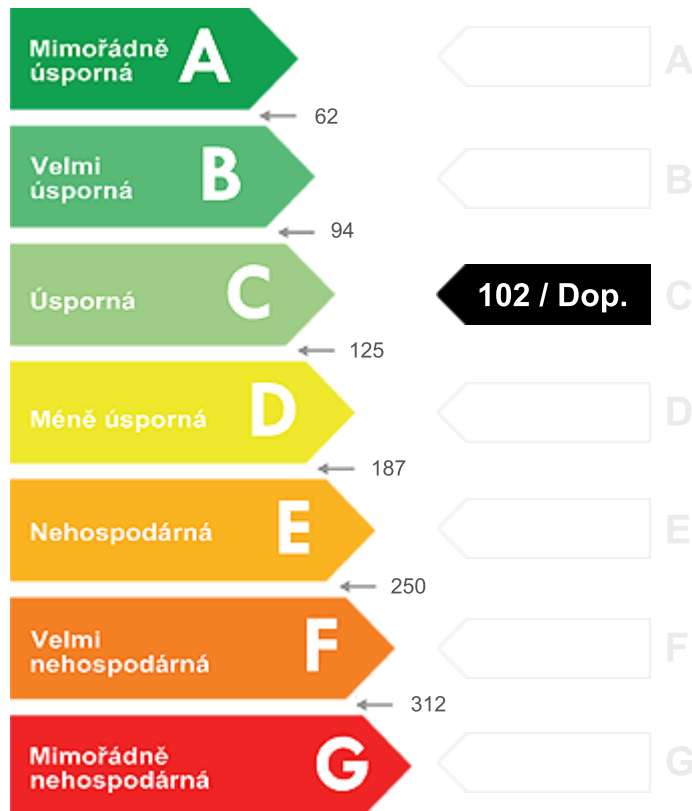 Mimořádně
úsporná
A
A
62
Velmi
úsporná
B
B
94
Úsporná
C
102 / Dop.
C
125
Méně úsporná
D
D
187
Nehospodárná
E
E
250
Velmi
nehospodárná
F
F
312
Mimořádně
nehospodárná
G
G